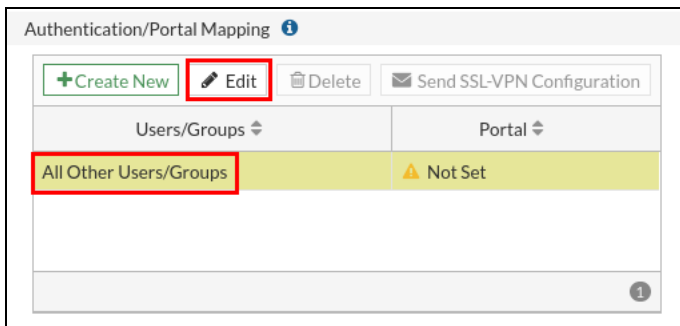 Authentication/Portal Mapping
Create New Edit Delete Send SSL-VPN Configuration
Users/Groups Portal
All Other Users/Groups Not Set
1